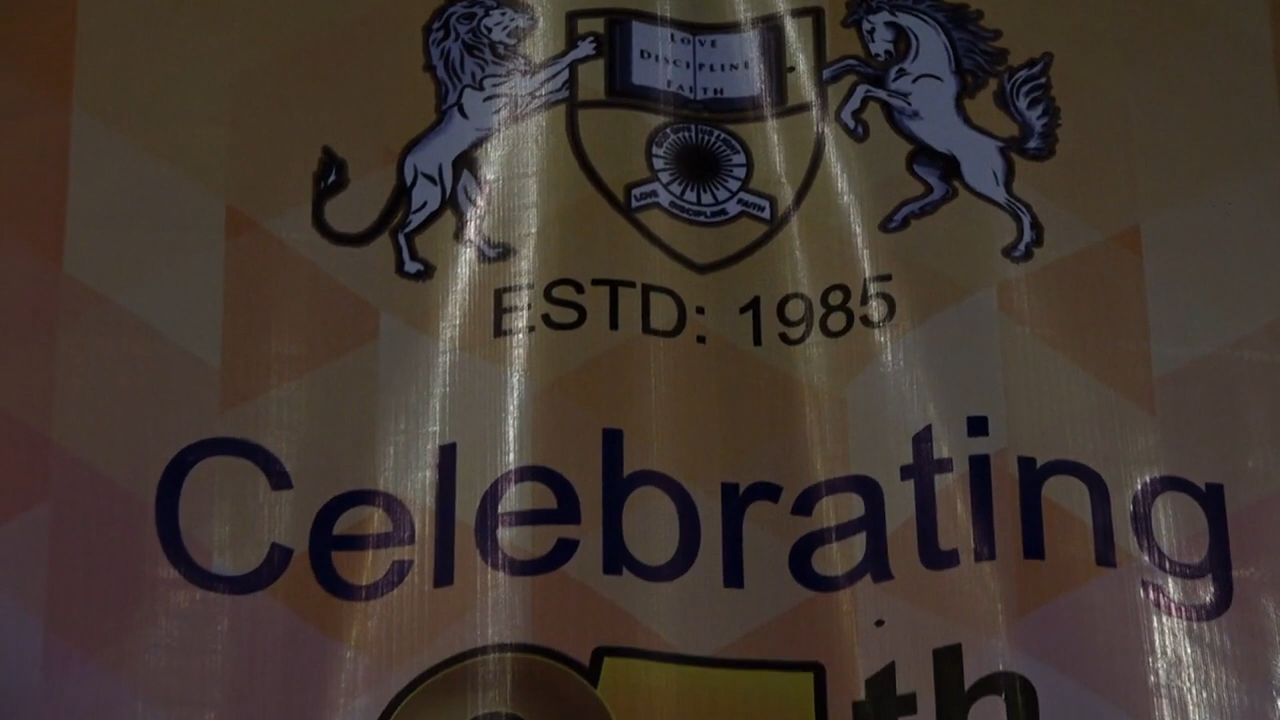 LOVE
DISCIPLINE
FAITH
LOVE DISCIPLINE FAITH
ESTD: 1985
Celebrating
th